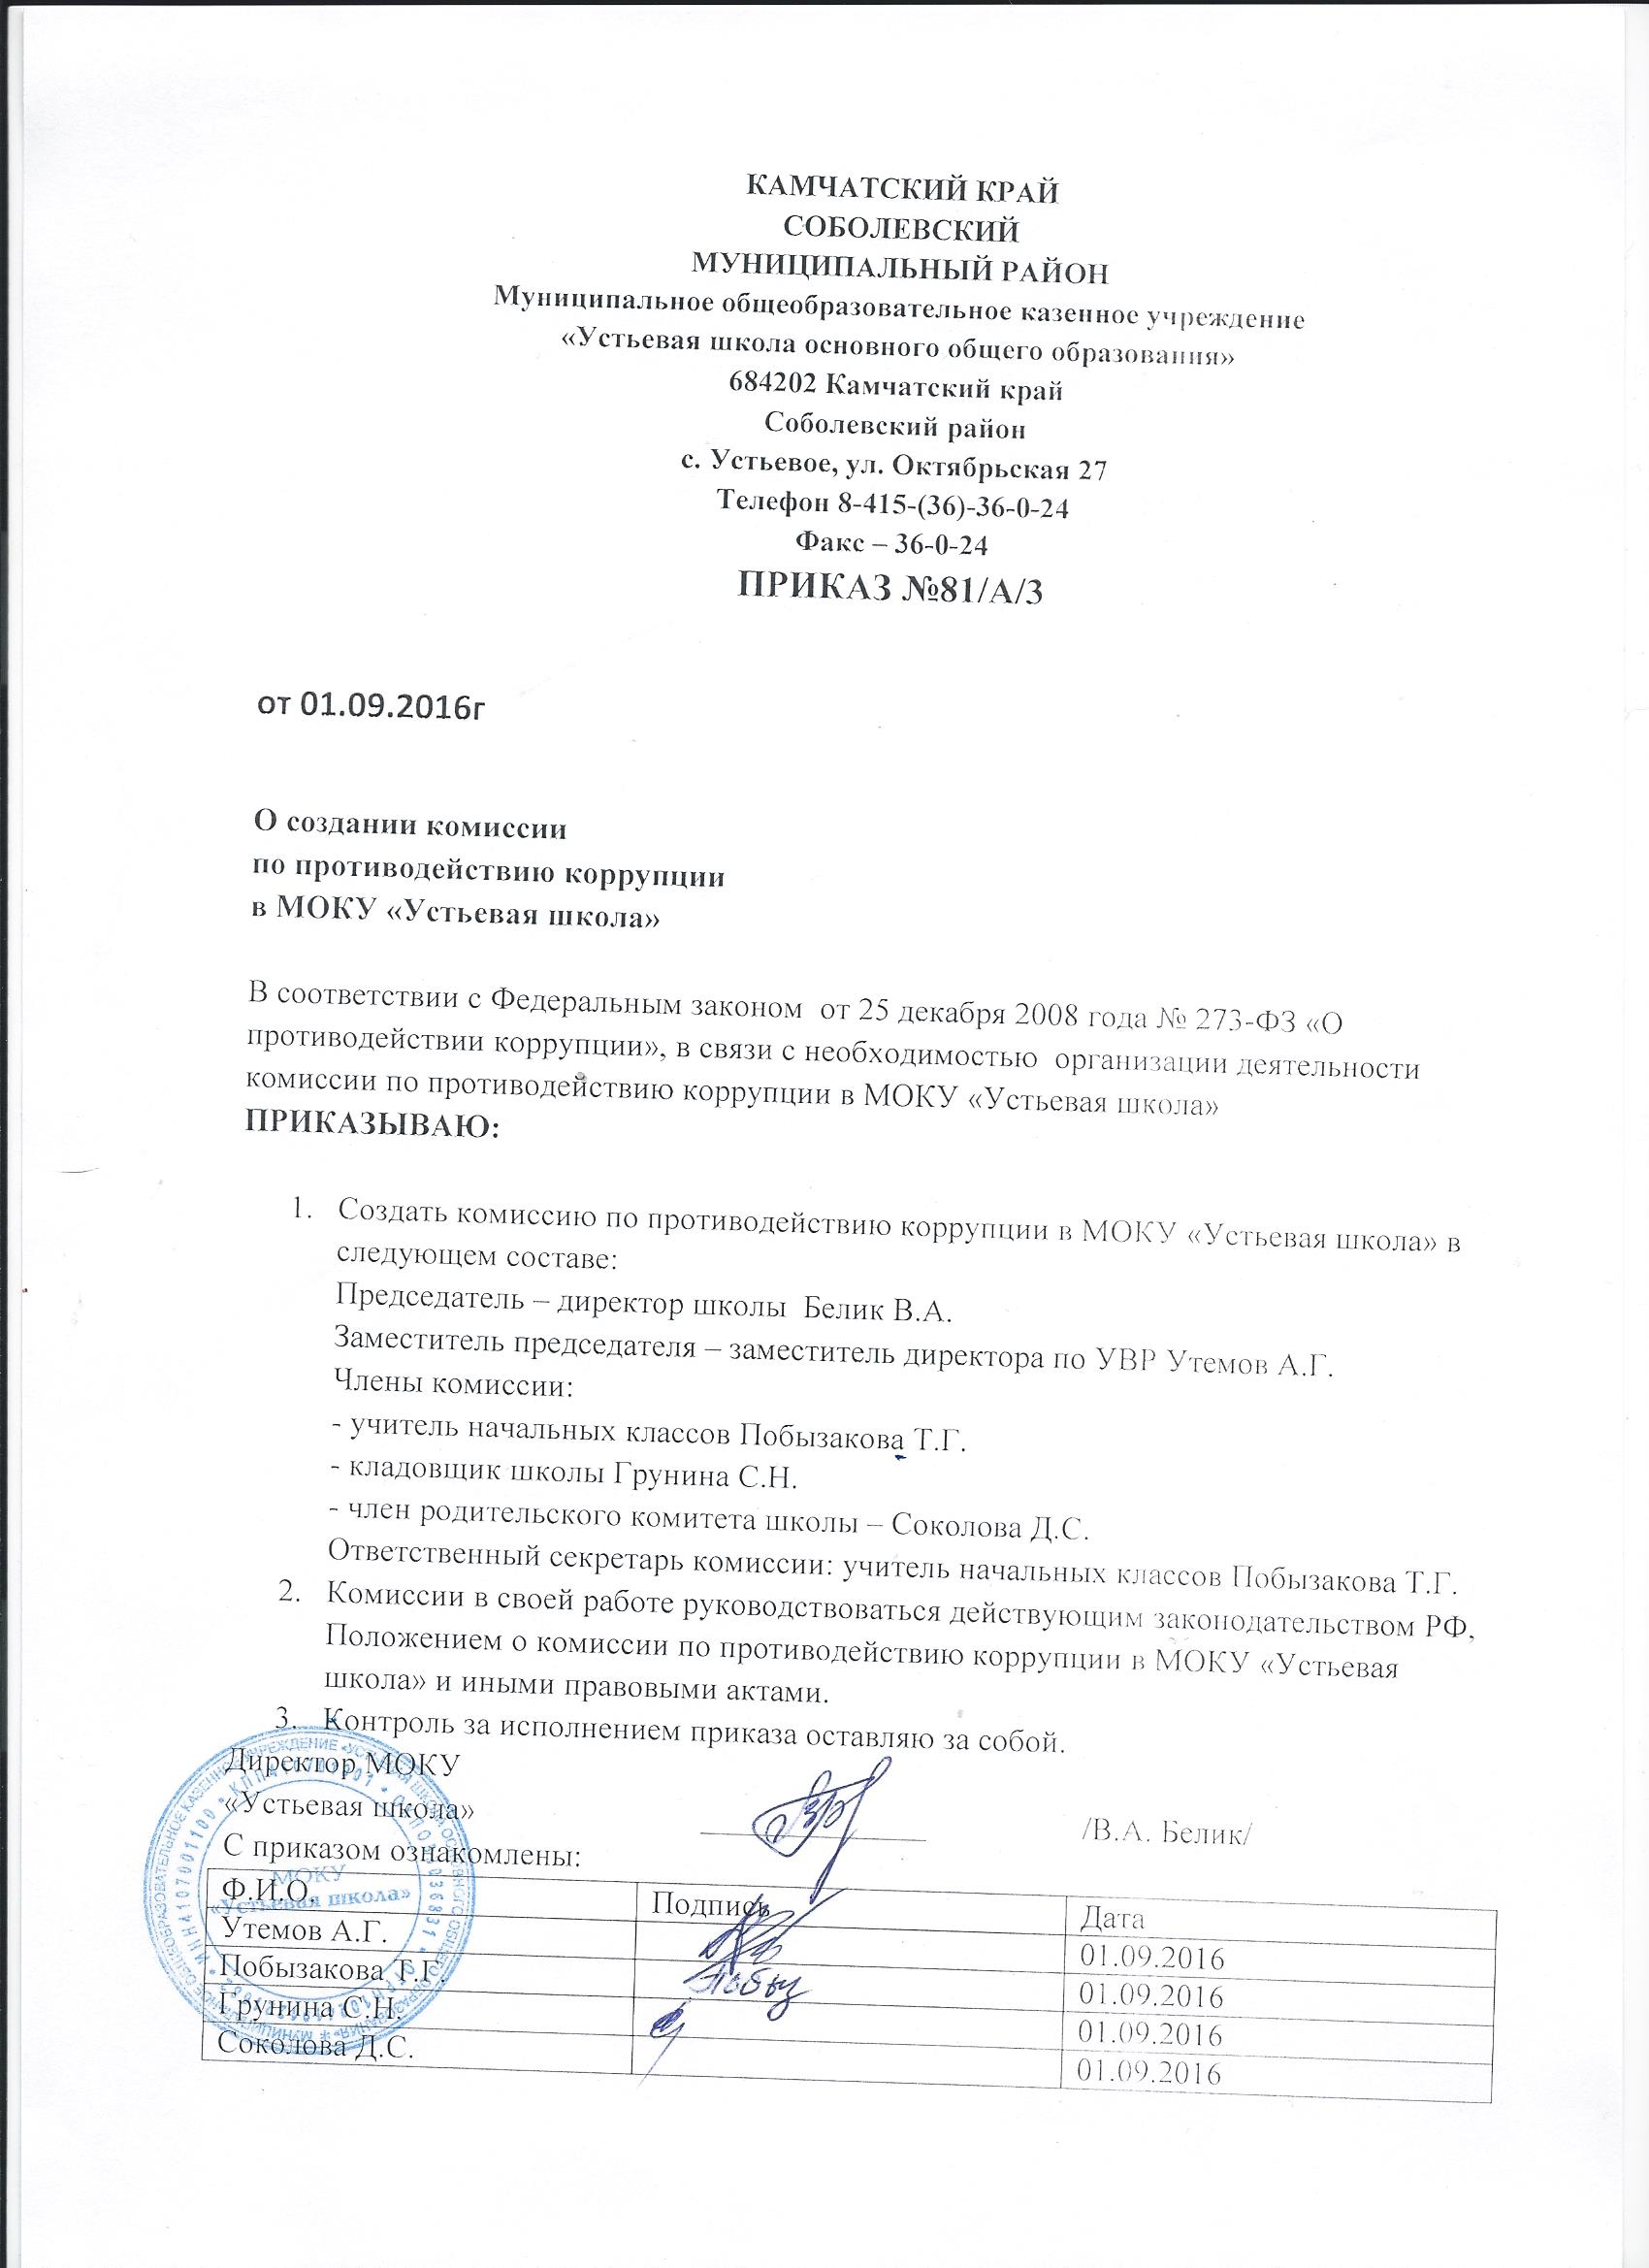 КАМЧАТСКИЙ КРАЙ
СОБОЛЕВСКИЙ
МУНИЦИПАЛЬНЫЙ РАЙОН
Муниципальное общеобразовательное казенное учреждение
«Устьевая школа основного общего образования»
684202 Камчатский край
Соболевский район
с. Устьевое, ул. Октябрьская 27
Телефон 8-415-(36)-36-0-24
Факс – 36-0-24
ПРИКАЗ №81/А/3
от 01.09.2016г
О создании комиссии
по противодействию коррупции
в МОКУ «Устьевая школа»
В соответствии с Федеральным законом от 25 декабря 2008 года № 273-ФЗ «О
противодействии коррупции», в связи с необходимостью организации деятельности
комиссии по противодействию коррупции в МОКУ «Устьевая школа»
ПРИКАЗЫВАЮ:
1. Создать комиссию по противодействию коррупции в МОКУ «Устьевая школа» в
следующем составе:
Председатель – директор школы Белик В.А.
Заместитель председателя – заместитель директора по УВР Утемов А.Г.
Члены комиссии:
- учитель начальных классов Побызакова Т.Г.
- кладовщик школы Грунина С.Н.
- член родительского комитета школы – Соколова Д.С.
Ответственный секретарь комиссии: учитель начальных классов Побызакова Т.Г.
2. Комиссии в своей работе руководствоваться действующим законодательством РФ,
Положением о комиссии по противодействию коррупции в МОКУ «Устьевая
школа» и иными правовыми актами.
3. Контроль за исполнением приказа оставляю за собой.
Директор МОКУ
«Устьевая школа» /В.А. Белик/
С приказом ознакомлены:
Ф.И.О. Подпись Дата
Утемов А.Г. 01.09.2016
Побызакова Т.Г. 01.09.2016
Грунина С.Н. 01.09.2016
Соколова Д.С. 01.09.2016
МОКУ
«Устьевая школа»